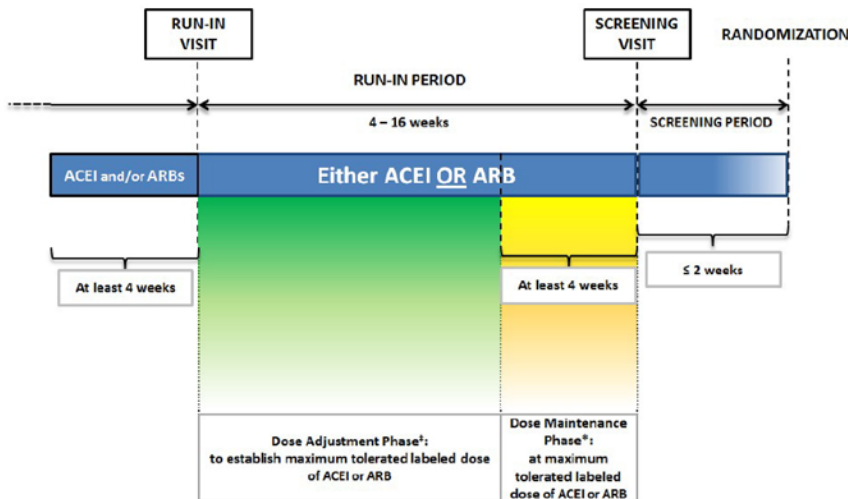 RUN-IN
VISIT
SCREENING
VISIT
RANDOMIZATION
RUN-IN PERIOD
4 – 16 weeks
SCREENING PERIOD
ACEI and/or ARBs
Either ACEI OR ARB
At least 4 weeks
At least 4 weeks
≤ 2 weeks
Dose Adjustment Phase‡:
to establish maximum tolerated labeled dose
of ACEI or ARB
Dose Maintenance
Phase*:
at maximum
tolerated labeled
dose of ACEI or ARB